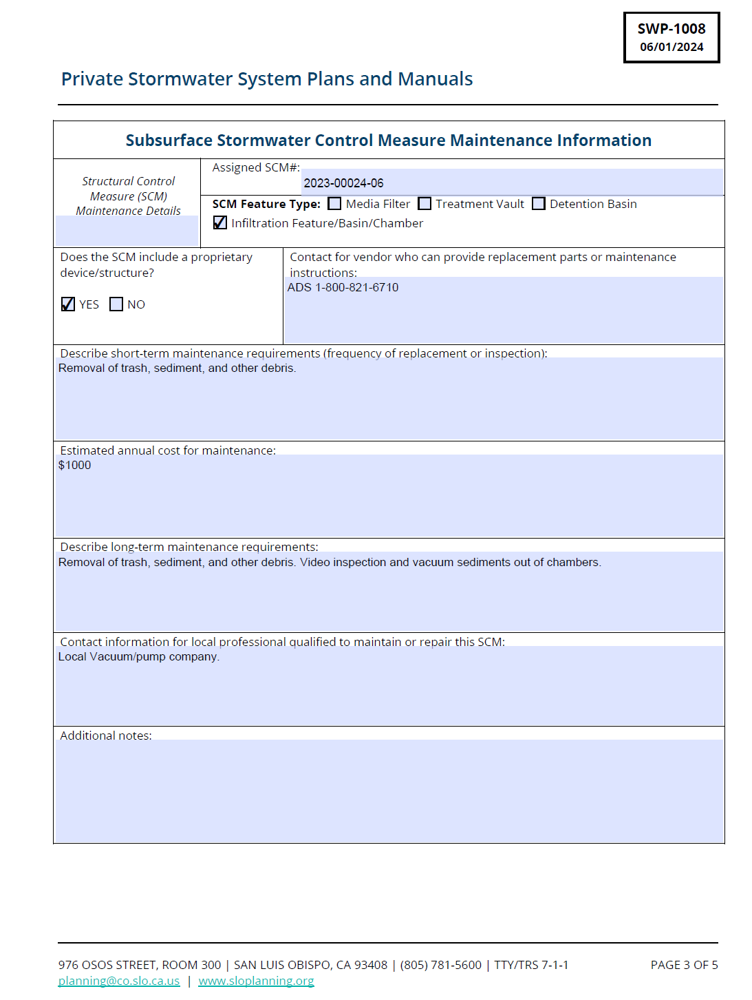 SWP-1008
06/01/2024
Private Stormwater System Plans and Manuals
Subsurface Stormwater Control Measure Maintenance Information
Structural Control
Measure (SCM)
Maintenance Details
Assigned SCM#:
2023-00024-06
SCM Feature Type: Media Filter Treatment Vault Detention Basin
Infiltration Feature/Basin/Chamber
Does the SCM include a proprietary
device/structure?
YES NO
Contact for vendor who can provide replacement parts or maintenance
instructions:
ADS 1-800-821-6710
Describe short-term maintenance requirements (frequency of replacement or inspection):
Removal of trash, sediment, and other debris.
Estimated annual cost for maintenance:
$1000
Describe long-term maintenance requirements:
Removal of trash, sediment, and other debris. Video inspection and vacuum sediments out of chambers.
Contact information for local professional qualified to maintain or repair this SCM:
Local Vacuum/pump company.
Additional notes:
976 OSOS STREET, ROOM 300 | SAN LUIS OBISPO, CA 93408 | (805) 781-5600 | TTY/TRS 7-1-1 PAGE 3 OF 5
planning@co.slo.ca.us | www.sloplanning.org